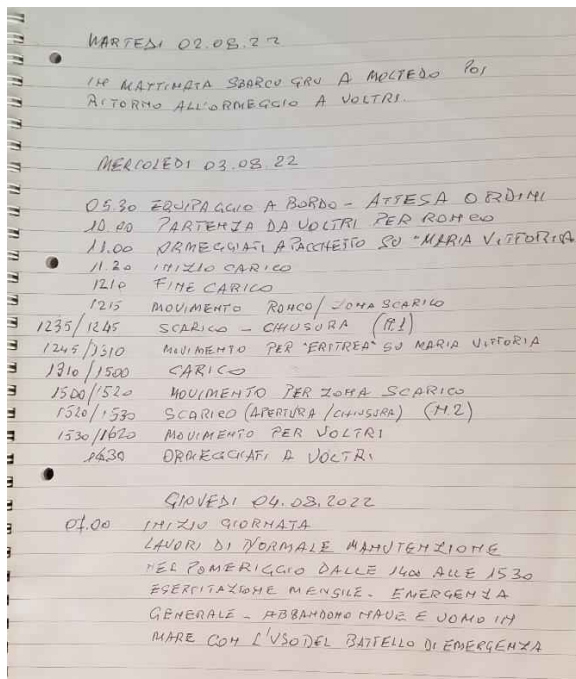 MARTEDI 02.08.22
IN MATTINATA SBARCO GRU A MOLTEDO POI
RITORNO ALL'ORMEGGIO A VOLTRI.
MERCOLEDI 03.08.22
05.30 EQUIPAGGIO A BORDO - ATTESA ORDINI
10.00 PARTENZA DA VOLTRI PER RONCO
11.00 ORMEGGIATI A PACCHETTO SU "MARIA VITTORIA
11.20 INIZIO CARICO
1210 FINE CARICO
1215 MOVIMENTO RONCO/ZONA SCARICO
1235/1245 SCARICO - CHIUSURA (N.1)
1245/1310 MOVIMENTO PER "ERITREA" SU MARIA VITTORIA
1310/1500 CARICO
1500/1520 MOVIMENTO PER ZONA SCARICO
1520/1530 SCARICO (APERTURA/CHIUSURA) (N.2)
1530/1620 MOVIMENTO PER VOLTRI
1630 ORMEGGIATI A VOLTRI
GIOVEDI 04.08.2022
07.00 INIZIO GIORNATA
LAVORI DI NORMALE MANUTENZIONE
NEL POMERIGGIO DALLE 1400 ALLE 1530
ESERCITAZIONE MENSILE - EMERGENZA
GENERALE - ABBANDONO NAVE E UOMO IN
MARE CON L'USO DEL BATTELLO DI EMERGENZA